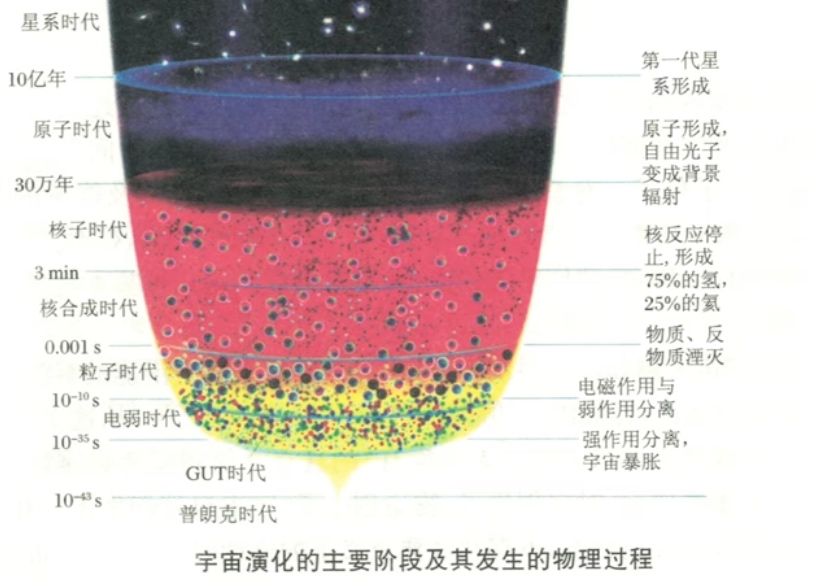 星系时代
10亿年
第一代星
系形成
原子时代
原子形成，
自由光子
变成背景
辐射
30万年
核子时代
核反应停
止，形成
75%的氢，
25%的氦
3 min
核合成时代
0.001 s
物质、反
物质湮灭
粒子时代
10⁻¹⁰ s
电磁作用与
弱作用分离
电弱时代
10⁻³⁵ s
强作用分离，
宇宙暴胀
GUT时代
10⁻⁴³ s
普朗克时代
宇宙演化的主要阶段及其发生的物理过程